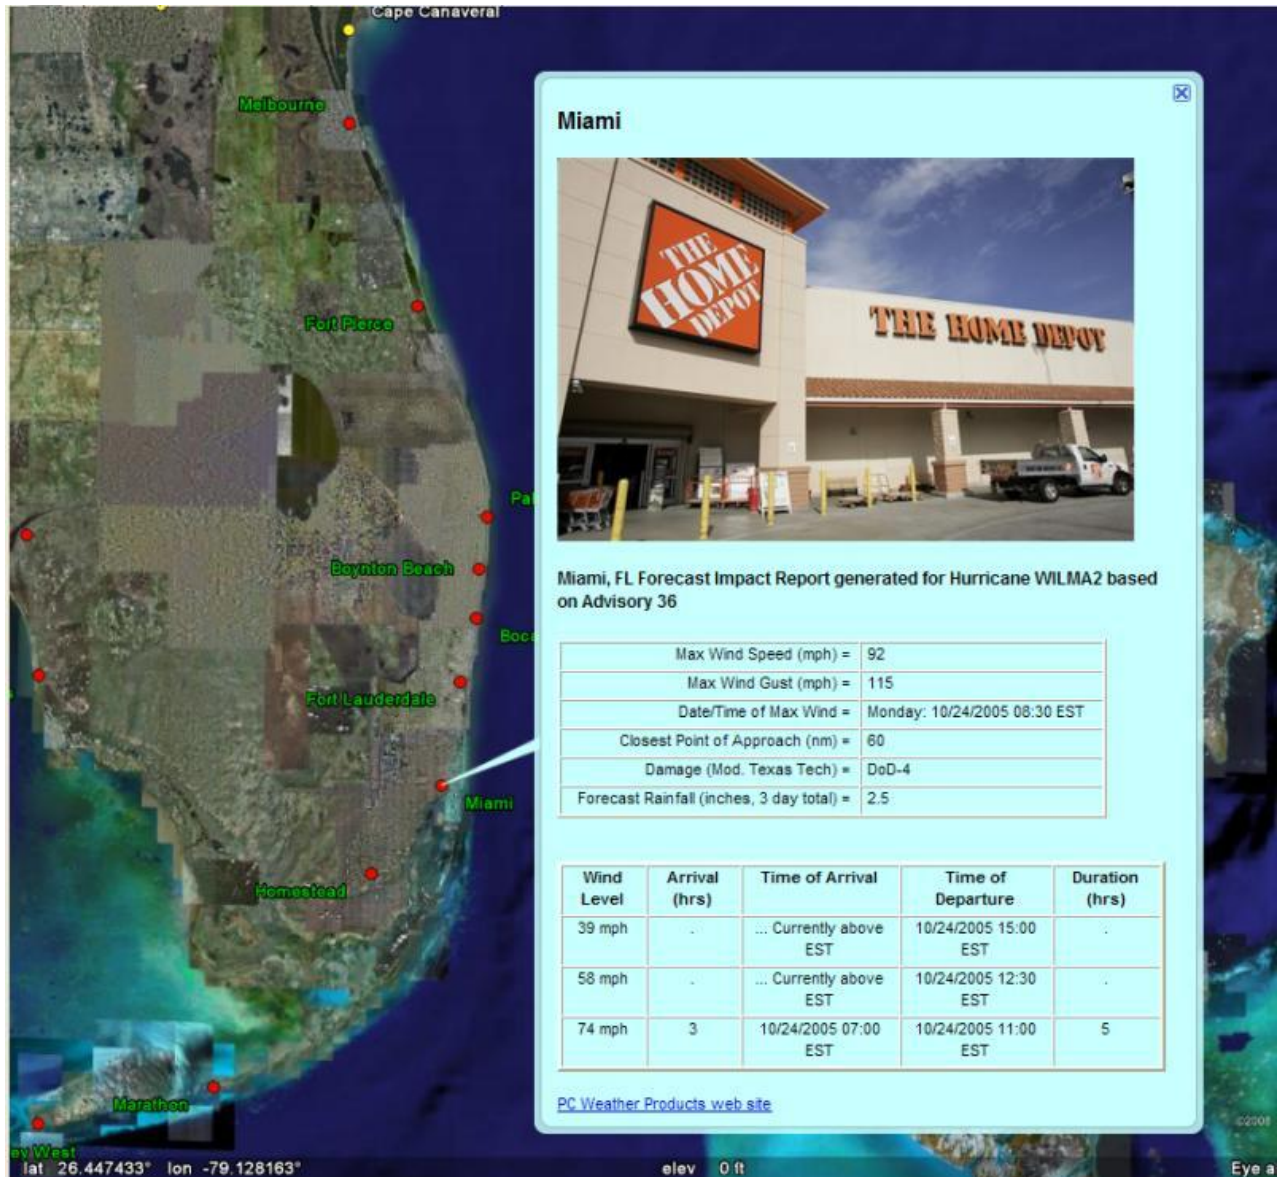 Cape Canaveral
Melbourne
Fort Pierce
Pal
Boynton Beach
Boca
Fort Lauderdale
Miami
Homestead
Marathon
ey West
Miami
THE
HOME
DEPOT
THE HOME DEPOT
Miami, FL Forecast Impact Report generated for Hurricane WILMA2 based
on Advisory 36
Max Wind Speed (mph) = 92
Max Wind Gust (mph) = 115
Date/Time of Max Wind = Monday: 10/24/2005 08:30 EST
Closest Point of Approach (nm) = 60
Damage (Mod. Texas Tech) = DoD-4
Forecast Rainfall (inches, 3 day total) = 2.5
Wind Level Arrival (hrs) Time of Arrival Time of Departure Duration (hrs)
39 mph . ... Currently above EST 10/24/2005 15:00 EST .
58 mph . ... Currently above EST 10/24/2005 12:30 EST .
74 mph 3 10/24/2005 07:00 EST 10/24/2005 11:00 EST 5
PC Weather Products web site
lat 26.447433° lon -79.128163° elev 0 ft Eye a